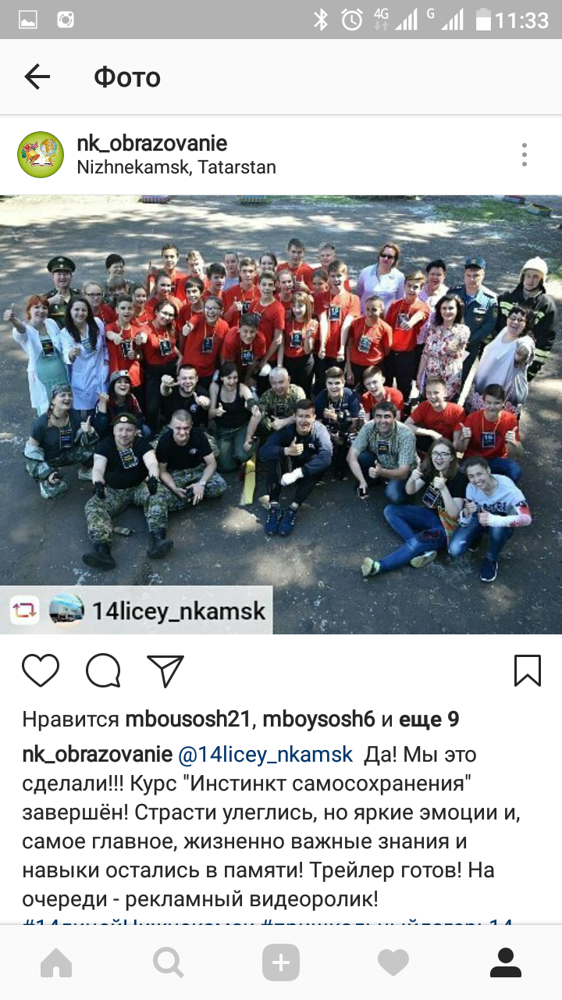 4G G 11:33
Фото
nk_obrazovanie
Nizhnekamsk, Tatarstan
14licey_nkamsk
Нравится mbousosh21, mboysosh6 и еще 9
nk_obrazovanie @14licey_nkamsk Да! Мы это
сделали!!! Курс "Инстинкт самосохранения"
завершён! Страсти улеглись, но яркие эмоции и,
самое главное, жизненно важные знания и
навыки остались в памяти! Трейлер готов! На
очереди - рекламный видеоролик!